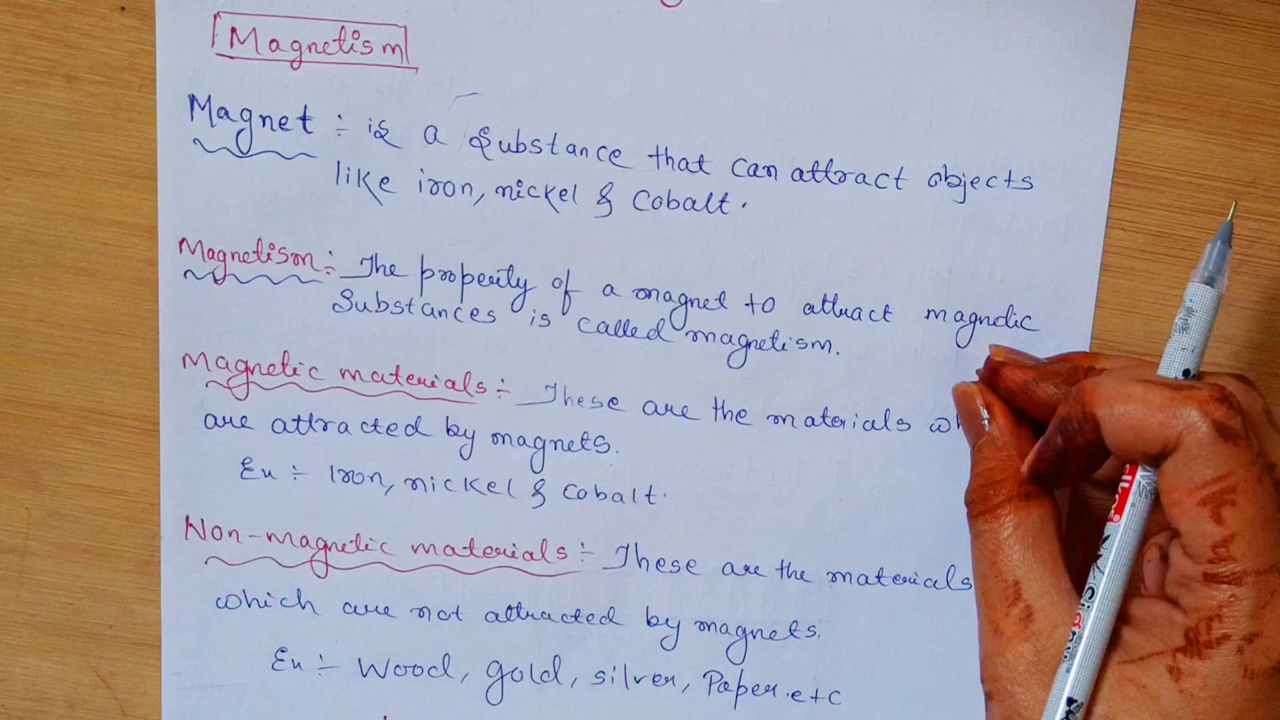 Magnetism
Magnet :- is a Substance that can attract objects
like iron, nickel & Cobalt.
Magnetism :- The property of a magnet to attract magnetic
Substances is called magnetism.
Magnetic materials :- These are the materials
are attracted by magnets.
Ex :- Iron, nickel & Cobalt.
Non-magnetic materials :- These are the materials
which are not attracted by magnets.
Ex :- Wood, gold, silver, Paper.etc